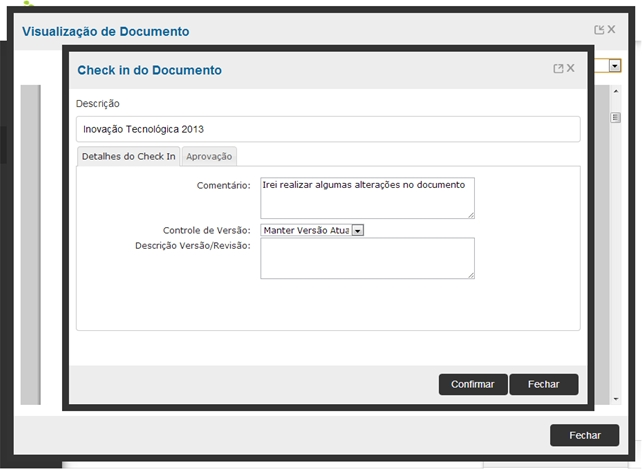 Visualização de Documento
Check in do Documento
Descrição
Inovação Tecnológica 2013
Detalhes do Check In Aprovação
Comentário: Irei realizar algumas alterações no documento
Controle de Versão: Manter Versão Atua
Descrição Versão/Revisão:
Confirmar Fechar
Fechar